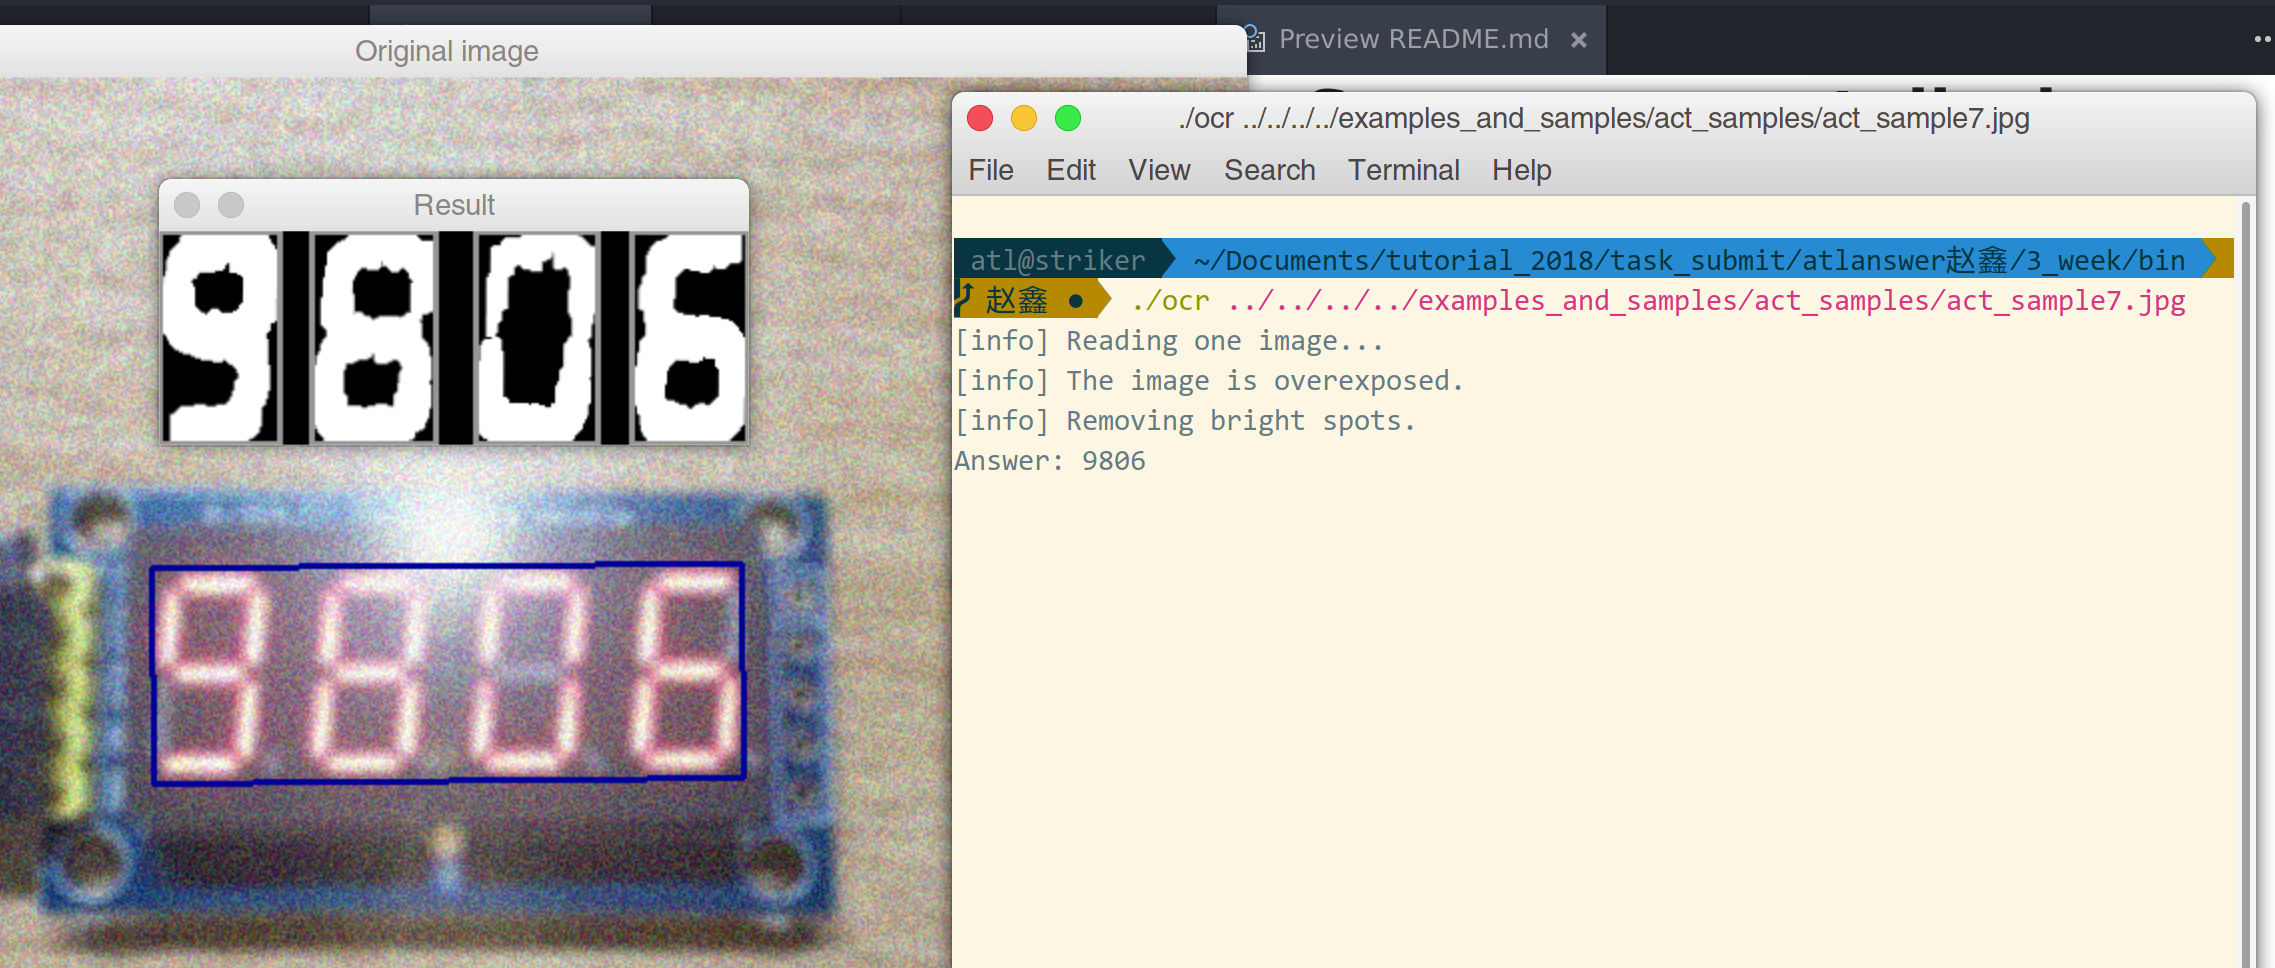 Preview README.md
Original image
./ocr ../../../../examples_and_samples/act_samples/act_sample7.jpg
File Edit View Search Terminal Help
Result
9806
atl@striker ~/Documents/tutorial_2018/task_submit/atlanswer赵鑫/3_week/bin
赵鑫 ● ./ocr ../../../../examples_and_samples/act_samples/act_sample7.jpg
[info] Reading one image...
[info] The image is overexposed.
[info] Removing bright spots.
Answer: 9806
9806